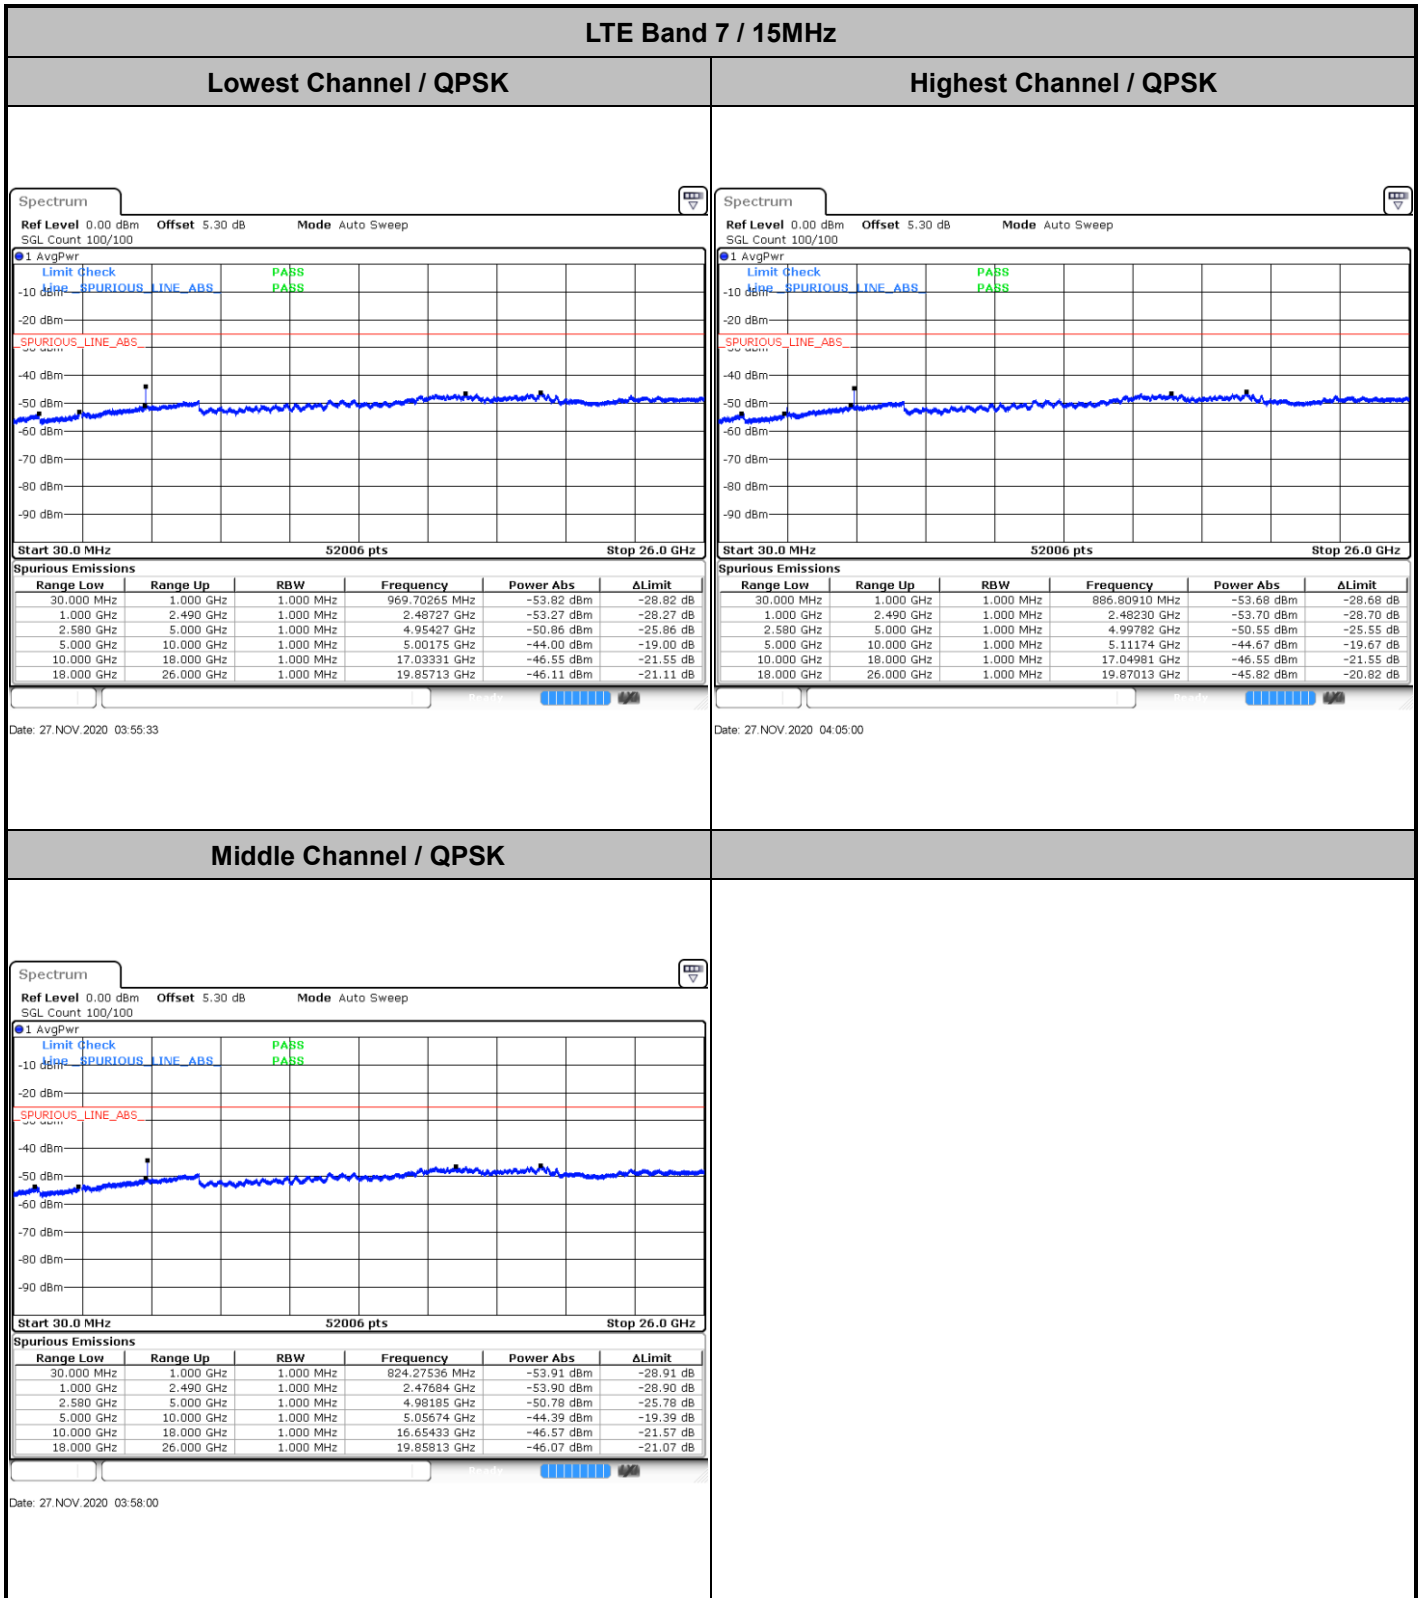 LTE Band 7 / 15MHz
Lowest Channel / QPSK
Highest Channel / QPSK
Spectrum
Ref Level 0.00 dBm Offset 5.30 dB Mode Auto Sweep
SGL Count 100/100
1 AvgPwr
Limit Check PASS
-10 dBm Line _SPURIOUS_LINE_ABS_ PASS
-20 dBm
_SPURIOUS_LINE_ABS_
-30 dBm
-40 dBm
-50 dBm
-60 dBm
-70 dBm
-80 dBm
-90 dBm
Start 30.0 MHz 52006 pts Stop 26.0 GHz
Spurious Emissions
Range Low Range Up RBW Frequency Power Abs ΔLimit
30.000 MHz 1.000 GHz 1.000 MHz 969.70265 MHz -53.82 dBm -28.82 dB
1.000 GHz 2.490 GHz 1.000 MHz 2.48727 GHz -53.27 dBm -28.27 dB
2.580 GHz 5.000 GHz 1.000 MHz 4.95427 GHz -50.86 dBm -25.86 dB
5.000 GHz 10.000 GHz 1.000 MHz 5.00175 GHz -44.00 dBm -19.00 dB
10.000 GHz 18.000 GHz 1.000 MHz 17.03331 GHz -46.55 dBm -21.55 dB
18.000 GHz 26.000 GHz 1.000 MHz 19.85713 GHz -46.11 dBm -21.11 dB
Ready
Date: 27.NOV.2020 03:55:33
Spectrum
Ref Level 0.00 dBm Offset 5.30 dB Mode Auto Sweep
SGL Count 100/100
1 AvgPwr
Limit Check PASS
-10 dBm Line _SPURIOUS_LINE_ABS_ PASS
-20 dBm
_SPURIOUS_LINE_ABS_
-30 dBm
-40 dBm
-50 dBm
-60 dBm
-70 dBm
-80 dBm
-90 dBm
Start 30.0 MHz 52006 pts Stop 26.0 GHz
Spurious Emissions
Range Low Range Up RBW Frequency Power Abs ΔLimit
30.000 MHz 1.000 GHz 1.000 MHz 886.80910 MHz -53.68 dBm -28.68 dB
1.000 GHz 2.490 GHz 1.000 MHz 2.48230 GHz -53.70 dBm -28.70 dB
2.580 GHz 5.000 GHz 1.000 MHz 4.99782 GHz -50.55 dBm -25.55 dB
5.000 GHz 10.000 GHz 1.000 MHz 5.11174 GHz -44.67 dBm -19.67 dB
10.000 GHz 18.000 GHz 1.000 MHz 17.04981 GHz -46.55 dBm -21.55 dB
18.000 GHz 26.000 GHz 1.000 MHz 19.87013 GHz -45.82 dBm -20.82 dB
Ready
Date: 27.NOV.2020 04:05:00
Middle Channel / QPSK
Spectrum
Ref Level 0.00 dBm Offset 5.30 dB Mode Auto Sweep
SGL Count 100/100
1 AvgPwr
Limit Check PASS
-10 dBm Line _SPURIOUS_LINE_ABS_ PASS
-20 dBm
_SPURIOUS_LINE_ABS_
-30 dBm
-40 dBm
-50 dBm
-60 dBm
-70 dBm
-80 dBm
-90 dBm
Start 30.0 MHz 52006 pts Stop 26.0 GHz
Spurious Emissions
Range Low Range Up RBW Frequency Power Abs ΔLimit
30.000 MHz 1.000 GHz 1.000 MHz 824.27536 MHz -53.91 dBm -28.91 dB
1.000 GHz 2.490 GHz 1.000 MHz 2.47684 GHz -53.90 dBm -28.90 dB
2.580 GHz 5.000 GHz 1.000 MHz 4.98185 GHz -50.78 dBm -25.78 dB
5.000 GHz 10.000 GHz 1.000 MHz 5.05674 GHz -44.39 dBm -19.39 dB
10.000 GHz 18.000 GHz 1.000 MHz 16.65433 GHz -46.57 dBm -21.57 dB
18.000 GHz 26.000 GHz 1.000 MHz 19.85813 GHz -46.07 dBm -21.07 dB
Ready
Date: 27.NOV.2020 03:58:00